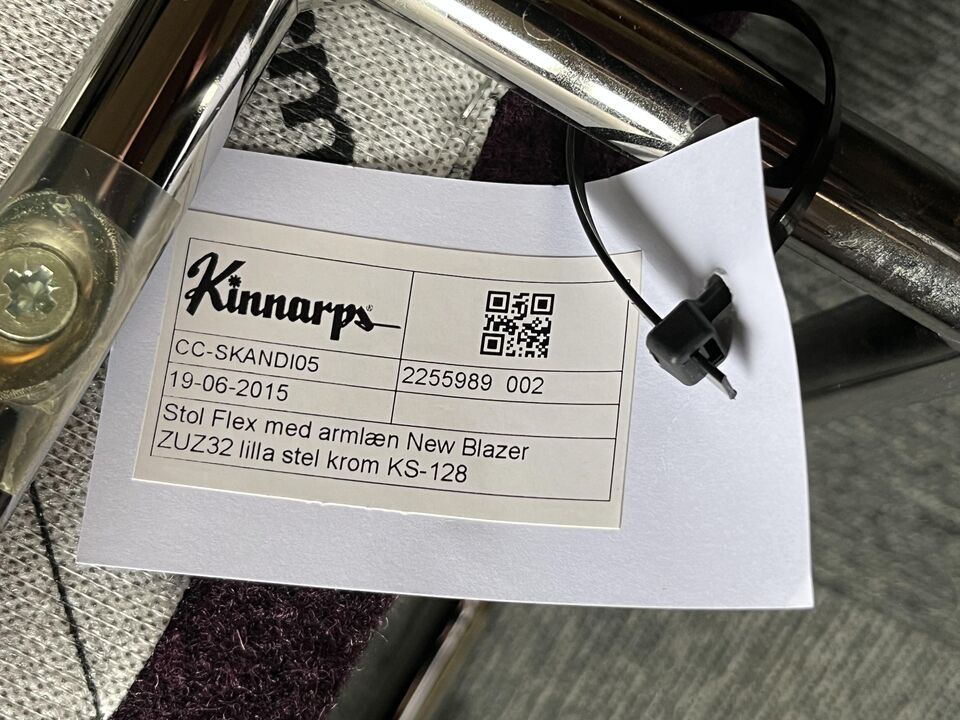 Kinnarps®
CC-SKANDI05
2255989 002
19-06-2015
Stol Flex med armlæn New Blazer
ZUZ32 lilla stel krom KS-128